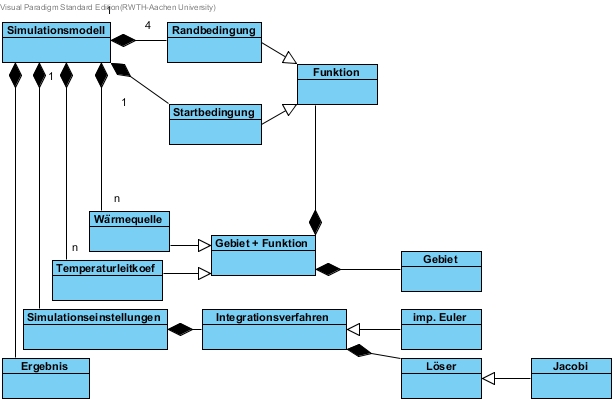 Visual Paradigm Standard Edition(RWTH-Aachen University)
1
Simulationsmodell
4
Randbedingung
Funktion
1
1
Startbedingung
n
Wärmequelle
n
Gebiet + Funktion
Temperaturleitkoef
Gebiet
Simulationseinstellungen
Integrationsverfahren
imp. Euler
Ergebnis
Löser
Jacobi